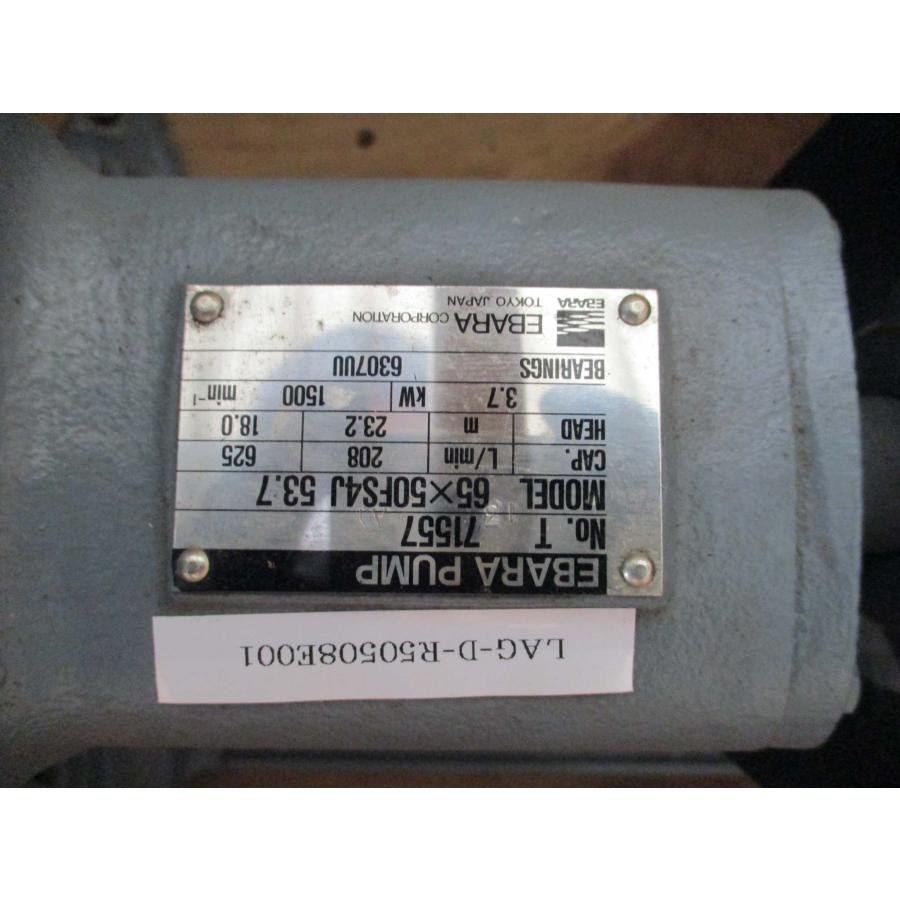 LAG-D-R50508E001
EBARA PUMP
No. T 71557
MODEL 65×50FS4J 53.7
CAP. L/min 208 625
HEAD m 23.2 18.0
3.7 kW 1500 min⁻¹
BEARINGS 6307UU
EBARA CORPORATION
EBARA TOKYO JAPAN